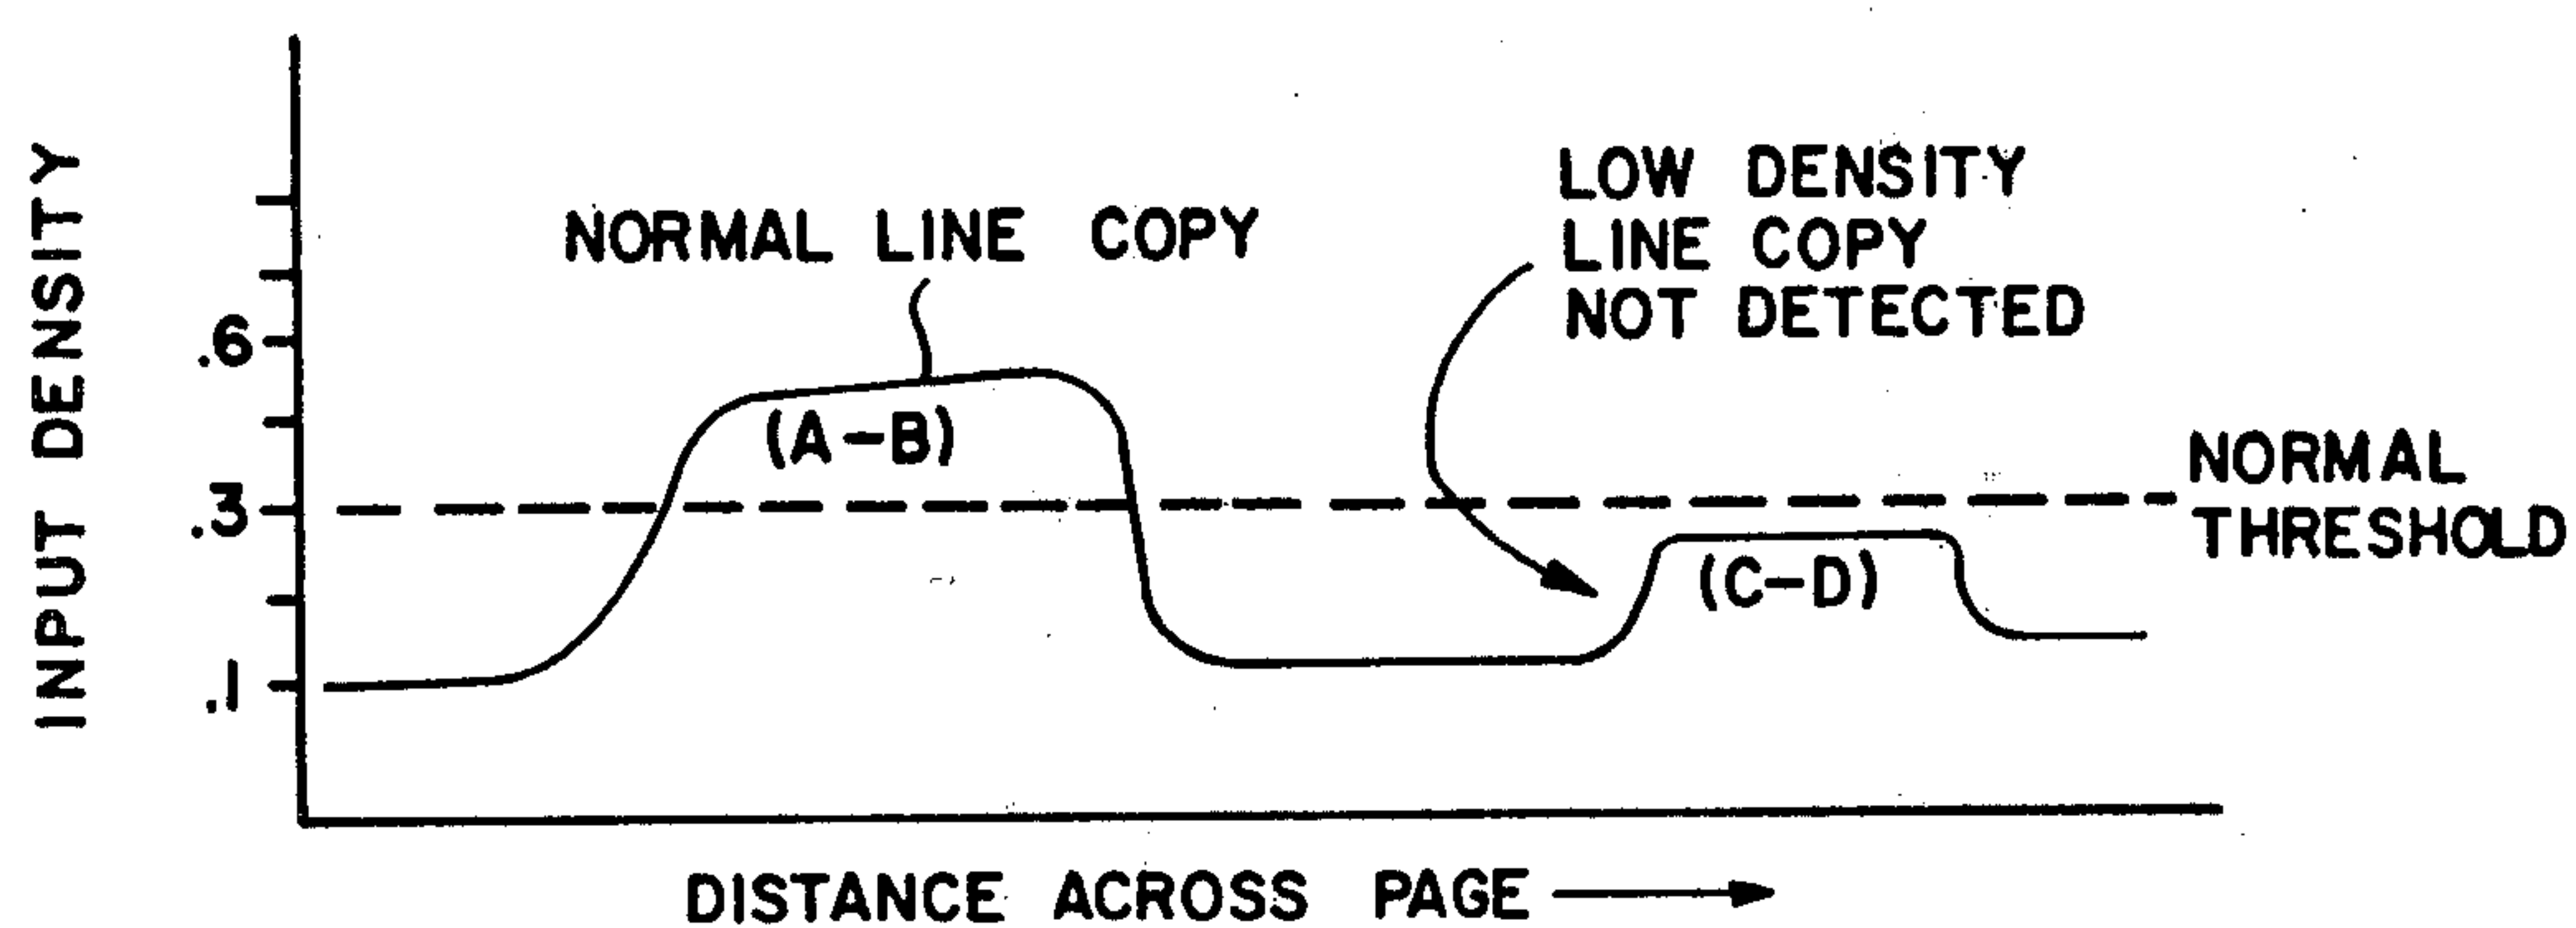 INPUT DENSITY
.6
.3
.1
NORMAL LINE COPY
(A-B)
LOW DENSITY
LINE COPY
NOT DETECTED
(C-D)
NORMAL
THRESHOLD
DISTANCE ACROSS PAGE